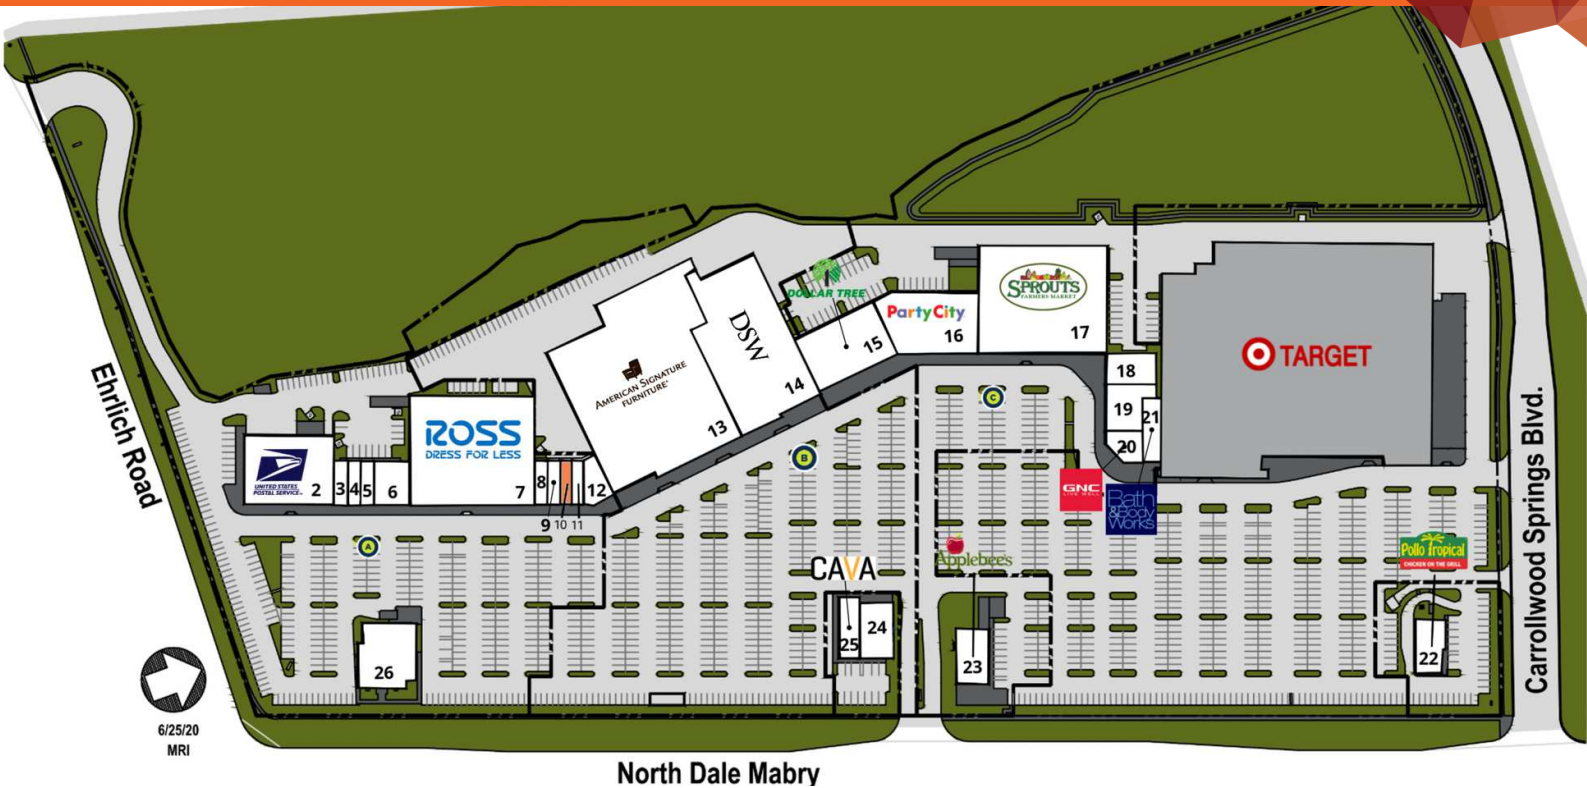 SPROUTS
FARMERS MARKET
17
DOLLAR TREE
PartyCity
16
15
DSW
14
AMERICAN SIGNATURE
FURNITURE
13
TARGET
18
19
21
20
Ehrlich Road
UNITED STATES
POSTAL SERVICE
2
3
4
5
6
ROSS
DRESS FOR LESS
7
8
9
10
11
12
A
B
C
GNC
LIVE WELL
Bath
&Body
Works
Applebee's
CAVA
25
24
23
Pollo Tropical
CHICKEN ON THE GRILL
22
26
Carrollwood Springs Blvd.
6/25/20
MRI
North Dale Mabry